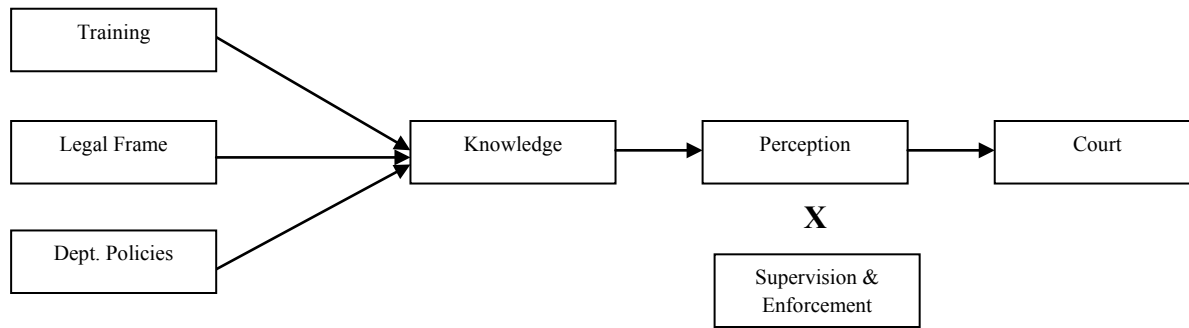 Training
Legal Frame
Knowledge
Perception
Court
Dept. Policies
X
Supervision &
Enforcement